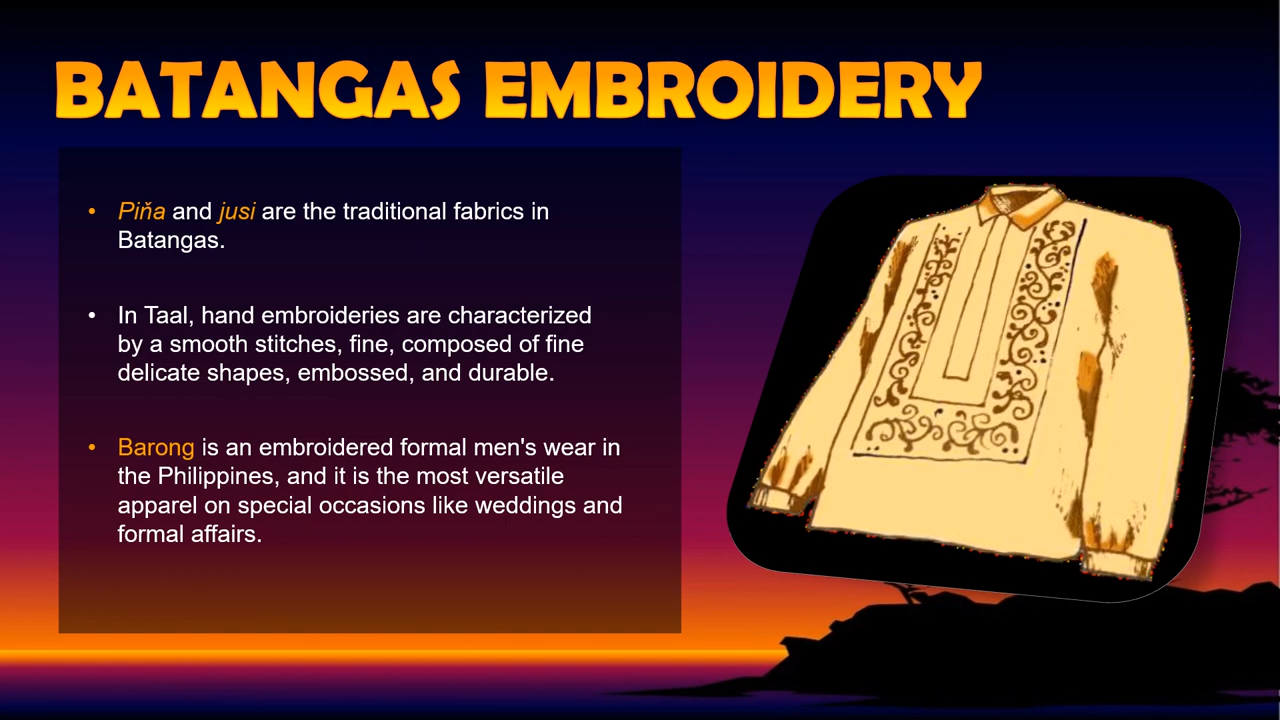 BATANGAS EMBROIDERY
• Piňa and jusi are the traditional fabrics in
Batangas.
• In Taal, hand embroideries are characterized
by a smooth stitches, fine, composed of fine
delicate shapes, embossed, and durable.
• Barong is an embroidered formal men's wear in
the Philippines, and it is the most versatile
apparel on special occasions like weddings and
formal affairs.